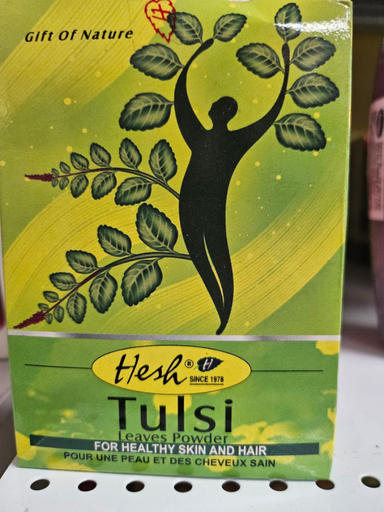 Gift Of Nature
Hesh® H
SINCE 1978
Tulsi
Leaves Powder
FOR HEALTHY SKIN AND HAIR
POUR UNE PEAU ET DES CHEVEUX SAIN